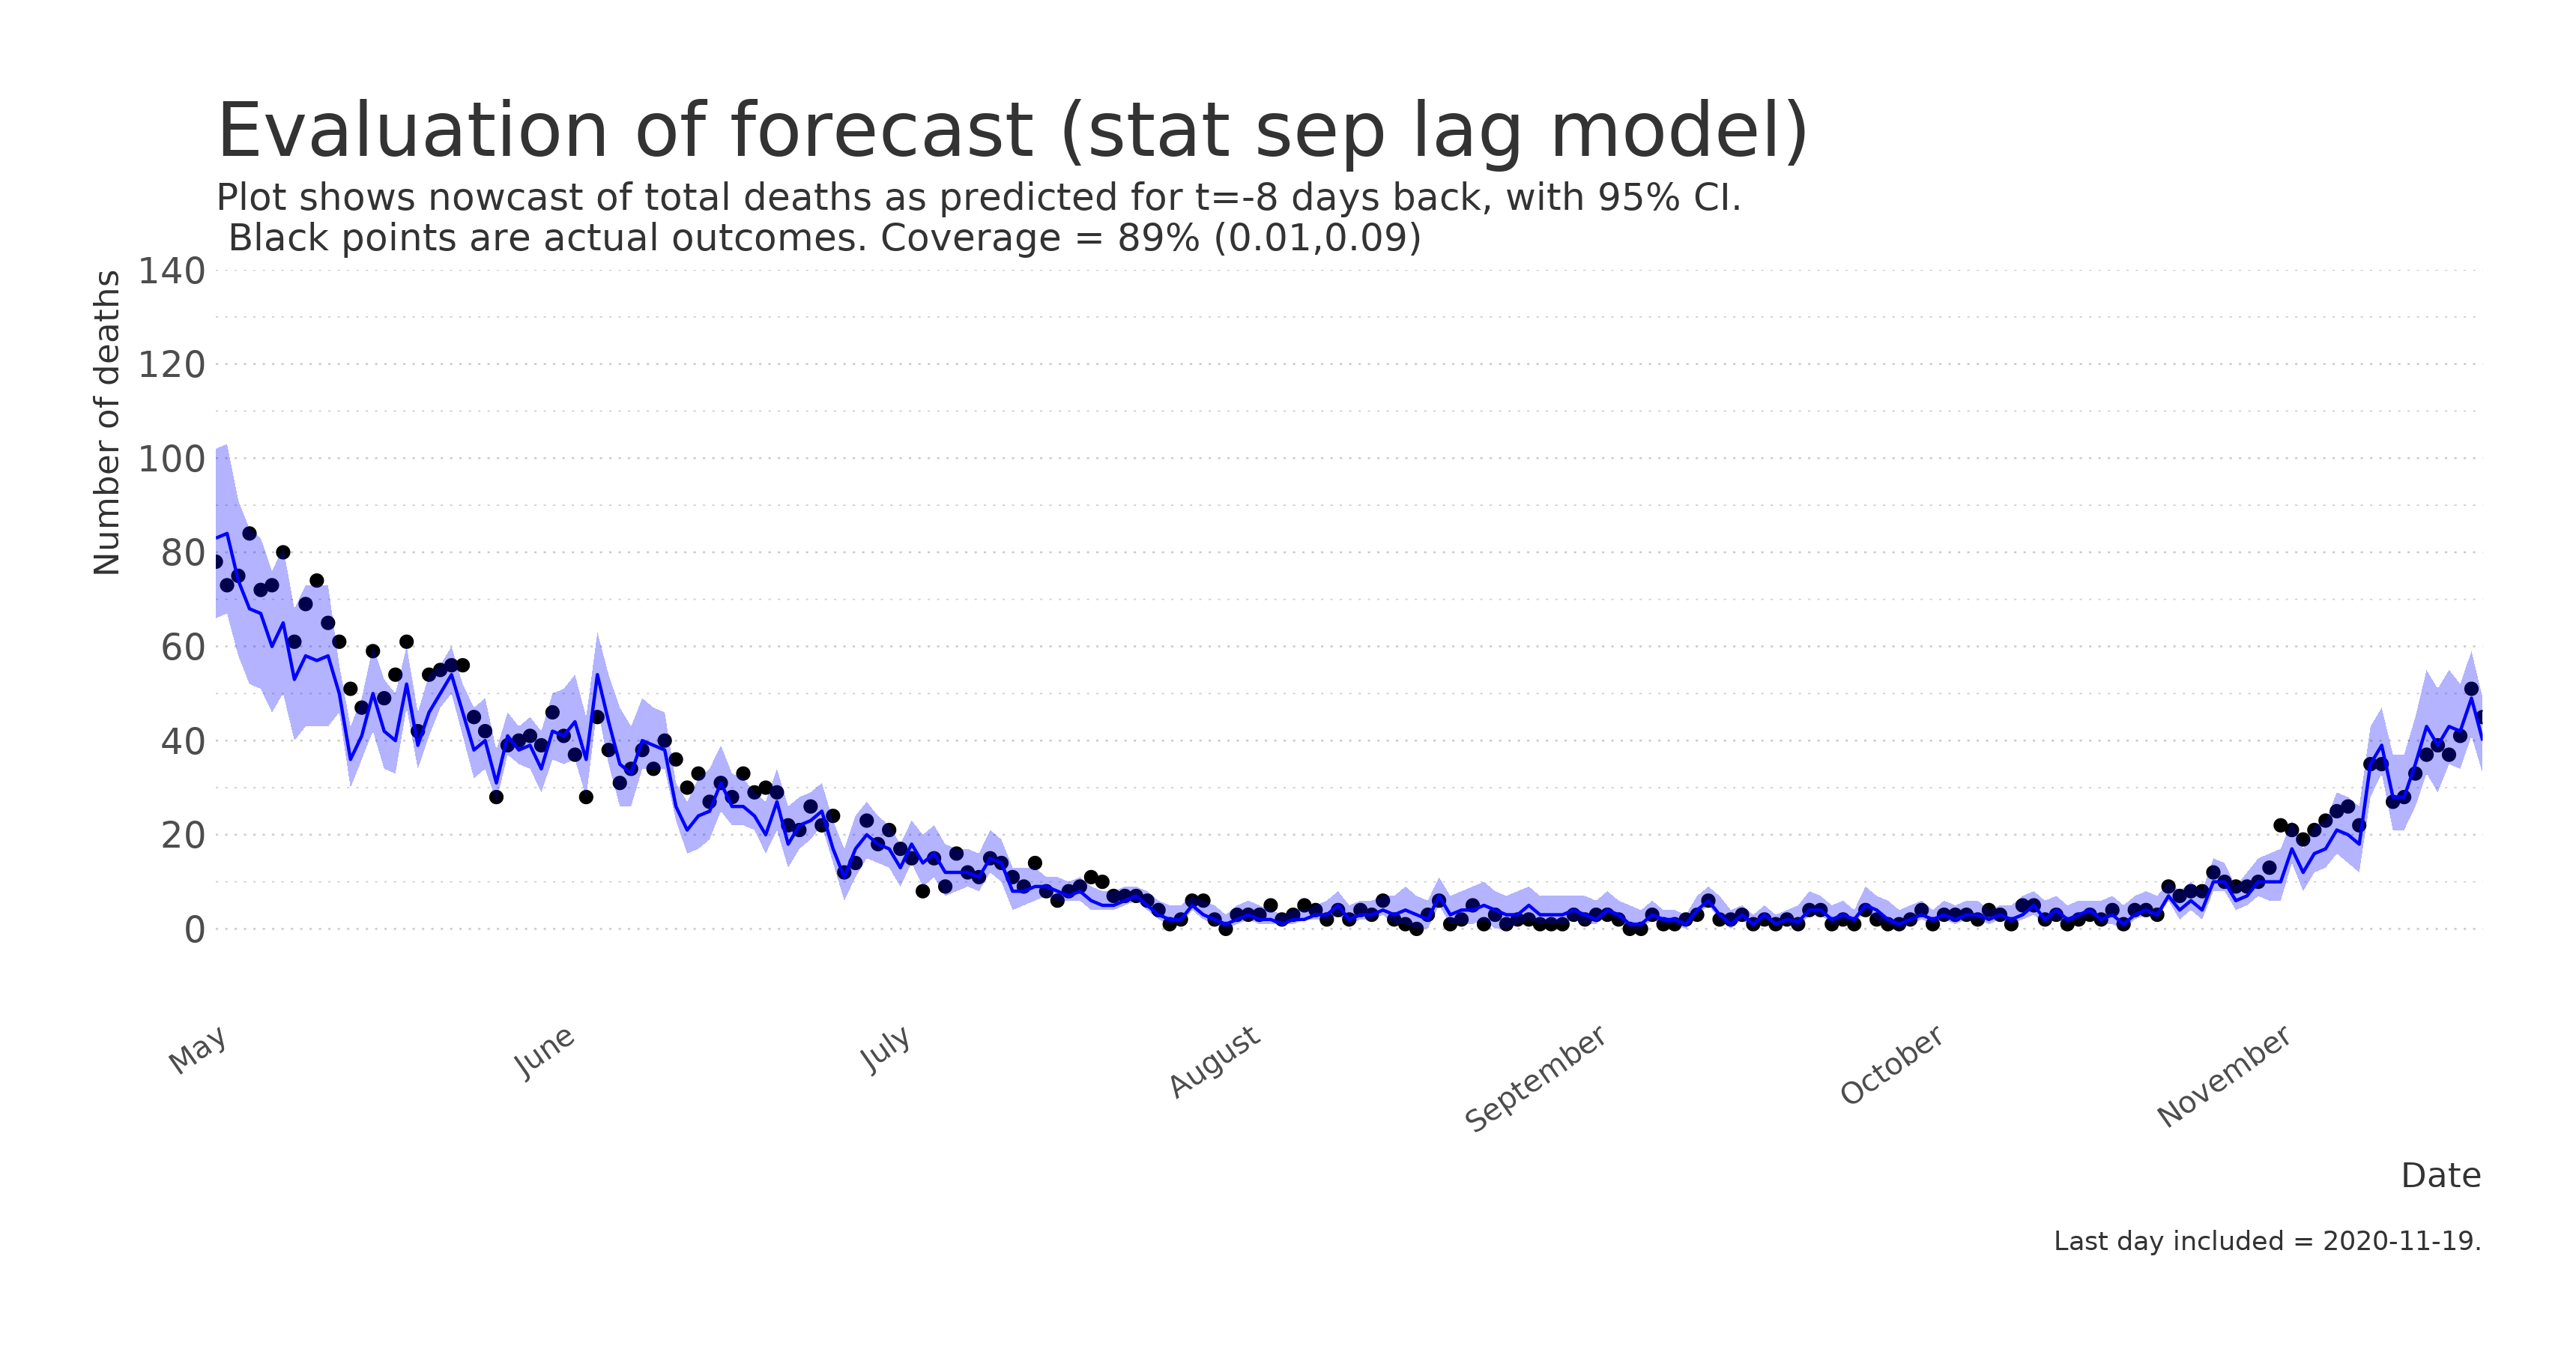 Evaluation of forecast (stat sep lag model)
Plot shows nowcast of total deaths as predicted for t=-8 days back, with 95% CI.
Black points are actual outcomes. Coverage = 89% (0.01,0.09)
Number of deaths
140
120
100
80
60
40
20
0
May
June
July
August
September
October
November
Date
Last day included = 2020-11-19.